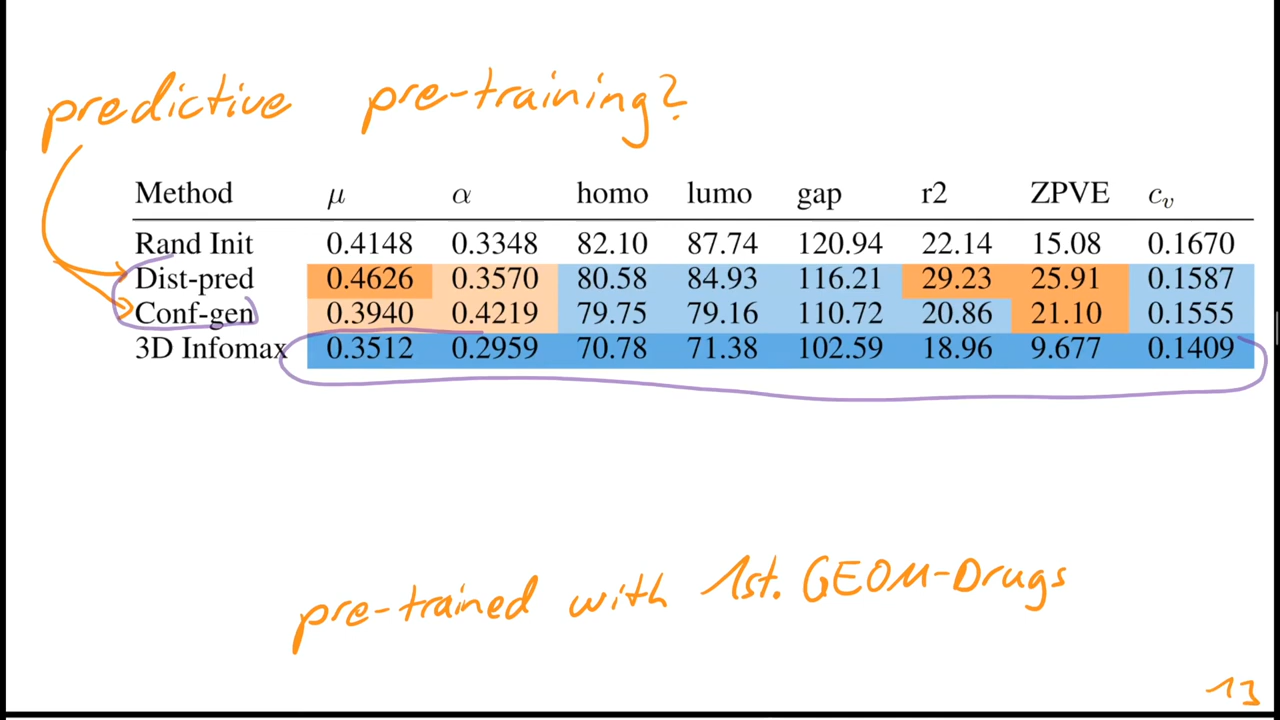 predictive pre-training?
Method μ α homo lumo gap r2 ZPVE cᵥ
Rand Init 0.4148 0.3348 82.10 87.74 120.94 22.14 15.08 0.1670
Dist-pred 0.4626 0.3570 80.58 84.93 116.21 29.23 25.91 0.1587
Conf-gen 0.3940 0.4219 79.75 79.16 110.72 20.86 21.10 0.1555
3D Infomax 0.3512 0.2959 70.78 71.38 102.59 18.96 9.677 0.1409
pre-trained with 1st. GEOM-Drugs
13